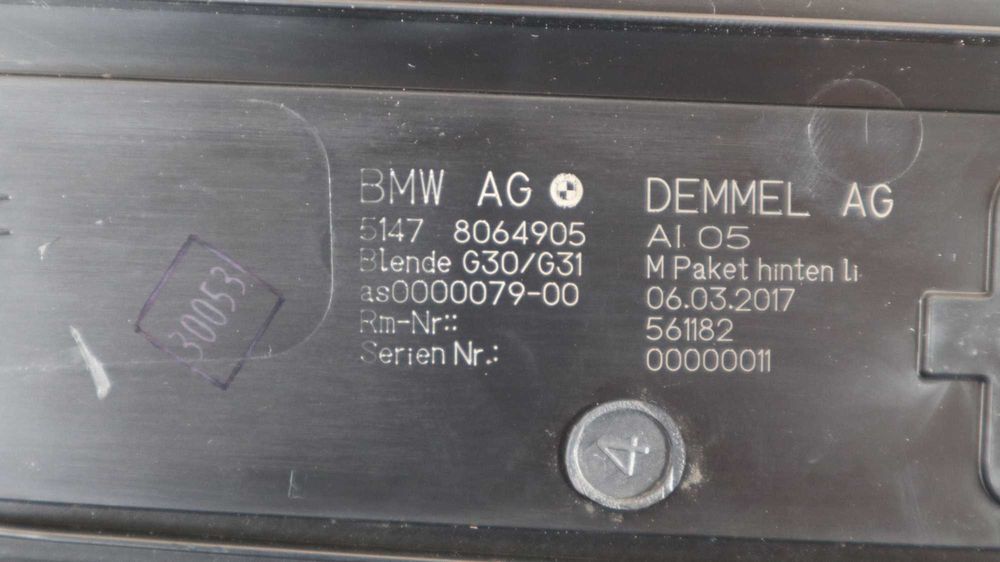 BMW AG DEMMEL AG
5147 8064905 AI 05
Blende G30/G31 M Paket hinten li
as0000079-00 06.03.2017
Rm-Nr:: 561182
Serien Nr.: 00000011
30053
4